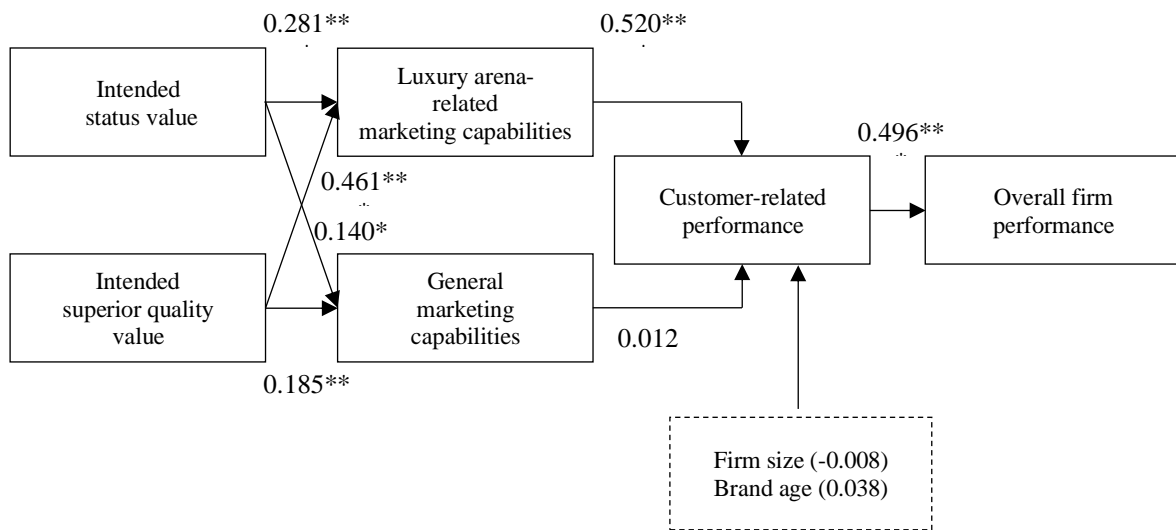 0.281**
0.520**
Intended
status value
Luxury arena-
related
marketing capabilities
0.496**
*
0.461**
*
0.140*
Customer-related
performance
Overall firm
performance
Intended
superior quality
value
General
marketing
capabilities
0.012
0.185**
Firm size (-0.008)
Brand age (0.038)